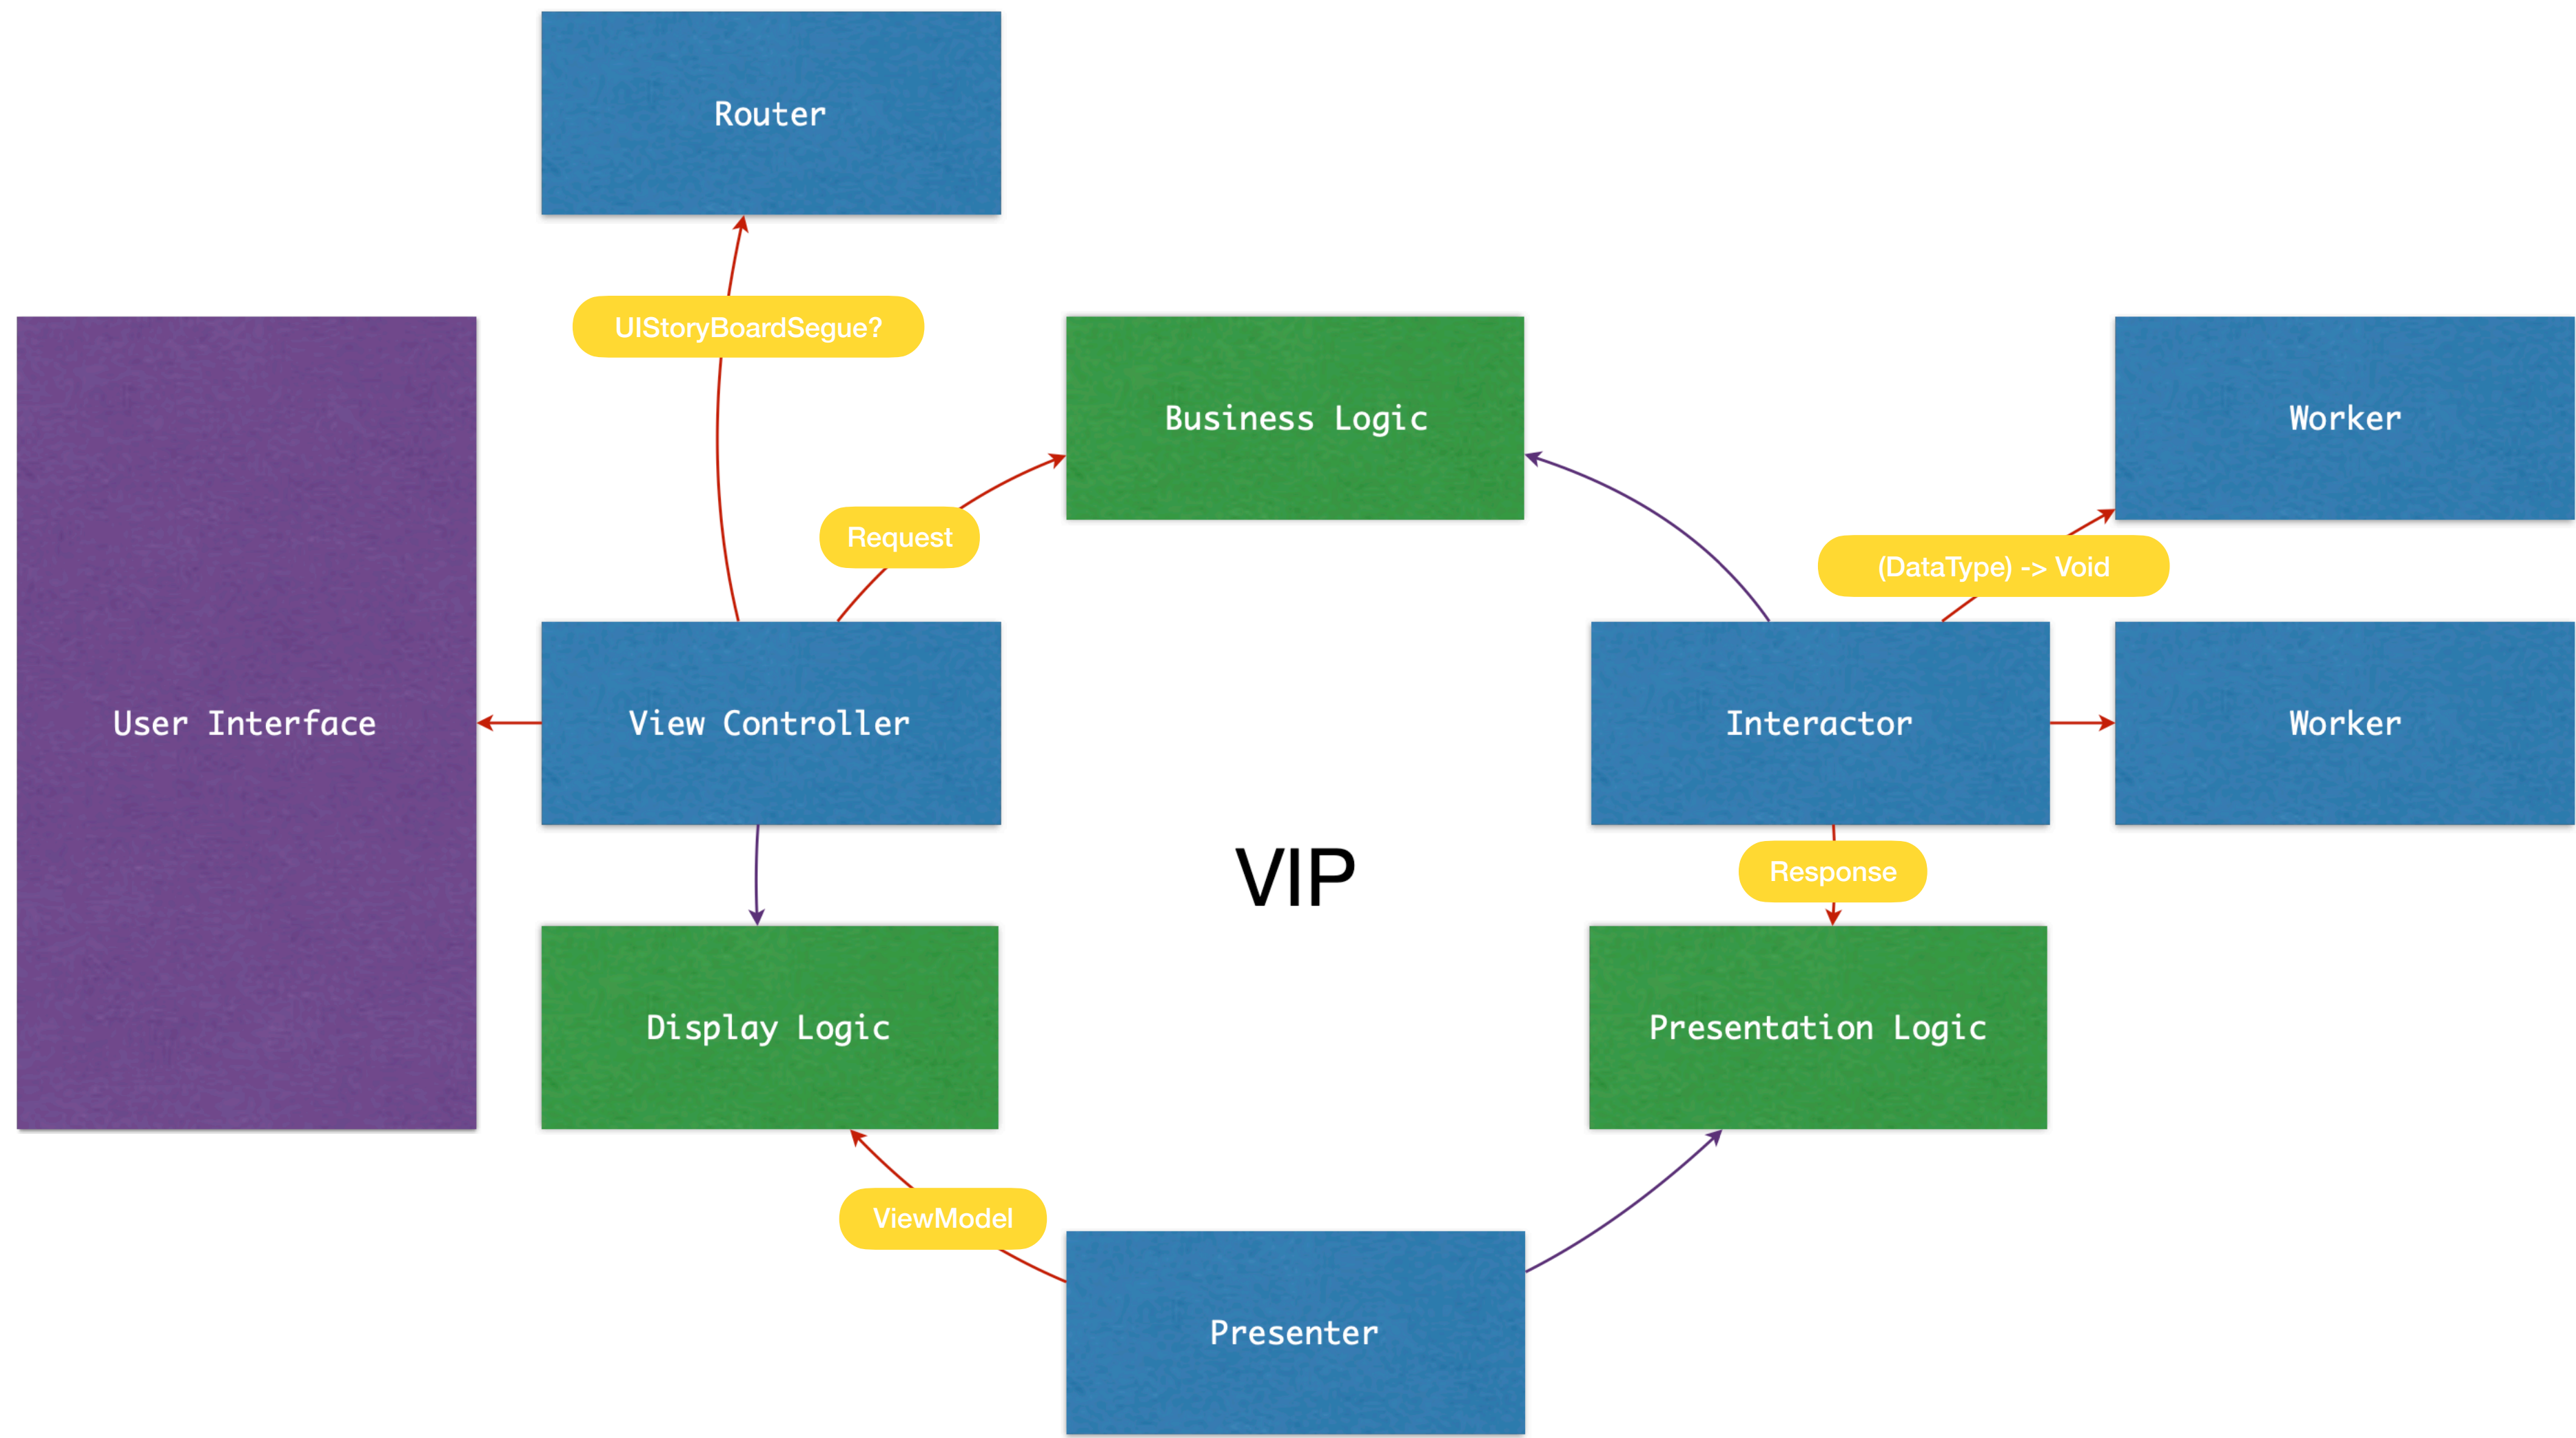 Router
UIStoryBoardSegue?
Business Logic
Worker
Request
(DataType) -> Void
User Interface
View Controller
Interactor
Worker
VIP
Response
Display Logic
Presentation Logic
ViewModel
Presenter